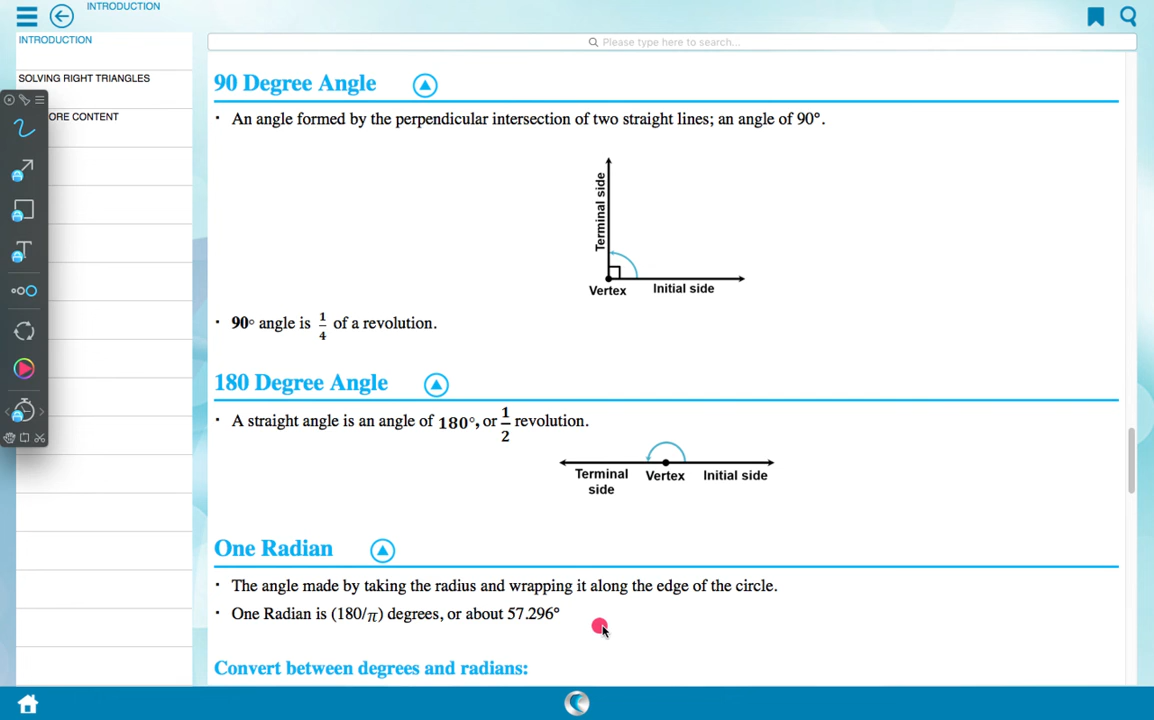 INTRODUCTION
Please type here to search...
INTRODUCTION
SOLVING RIGHT TRIANGLES
ORE CONTENT
T
90 Degree Angle
· An angle formed by the perpendicular intersection of two straight lines; an angle of 90°.
Terminal side
Vertex
Initial side
· 90° angle is 1/4 of a revolution.
180 Degree Angle
· A straight angle is an angle of 180°, or 1/2 revolution.
Terminal side
Vertex
Initial side
One Radian
· The angle made by taking the radius and wrapping it along the edge of the circle.
· One Radian is (180/π) degrees, or about 57.296°
Convert between degrees and radians: